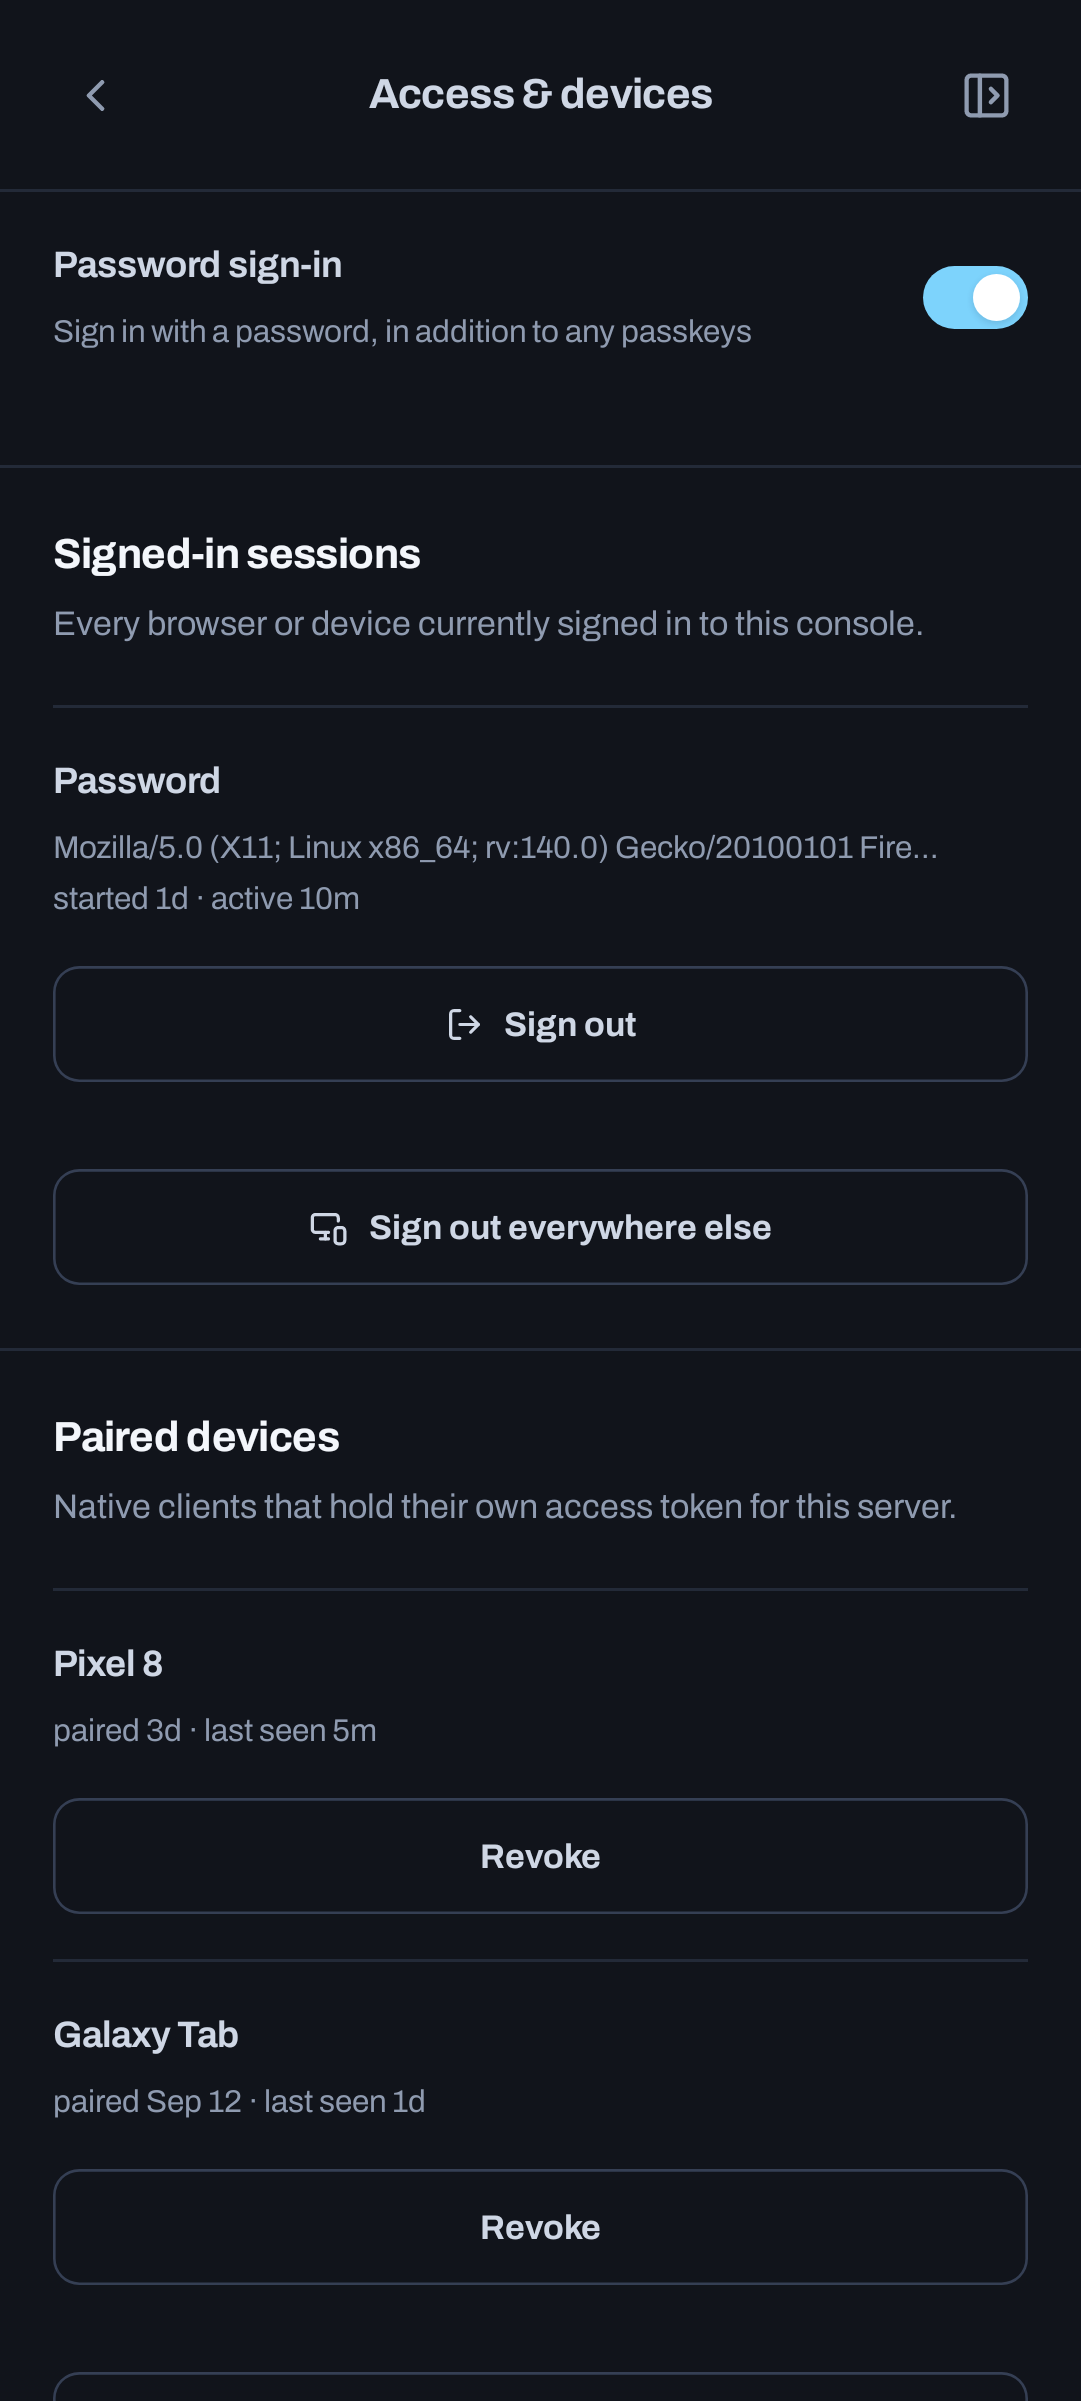 Access & devices
Password sign-in
Sign in with a password, in addition to any passkeys
Signed-in sessions
Every browser or device currently signed in to this console.
Password
Mozilla/5.0 (X11; Linux x86_64; rv:140.0) Gecko/20100101 Fire...
started 1d · active 10m
Sign out
Sign out everywhere else
Paired devices
Native clients that hold their own access token for this server.
Pixel 8
paired 3d · last seen 5m
Revoke
Galaxy Tab
paired Sep 12 · last seen 1d
Revoke